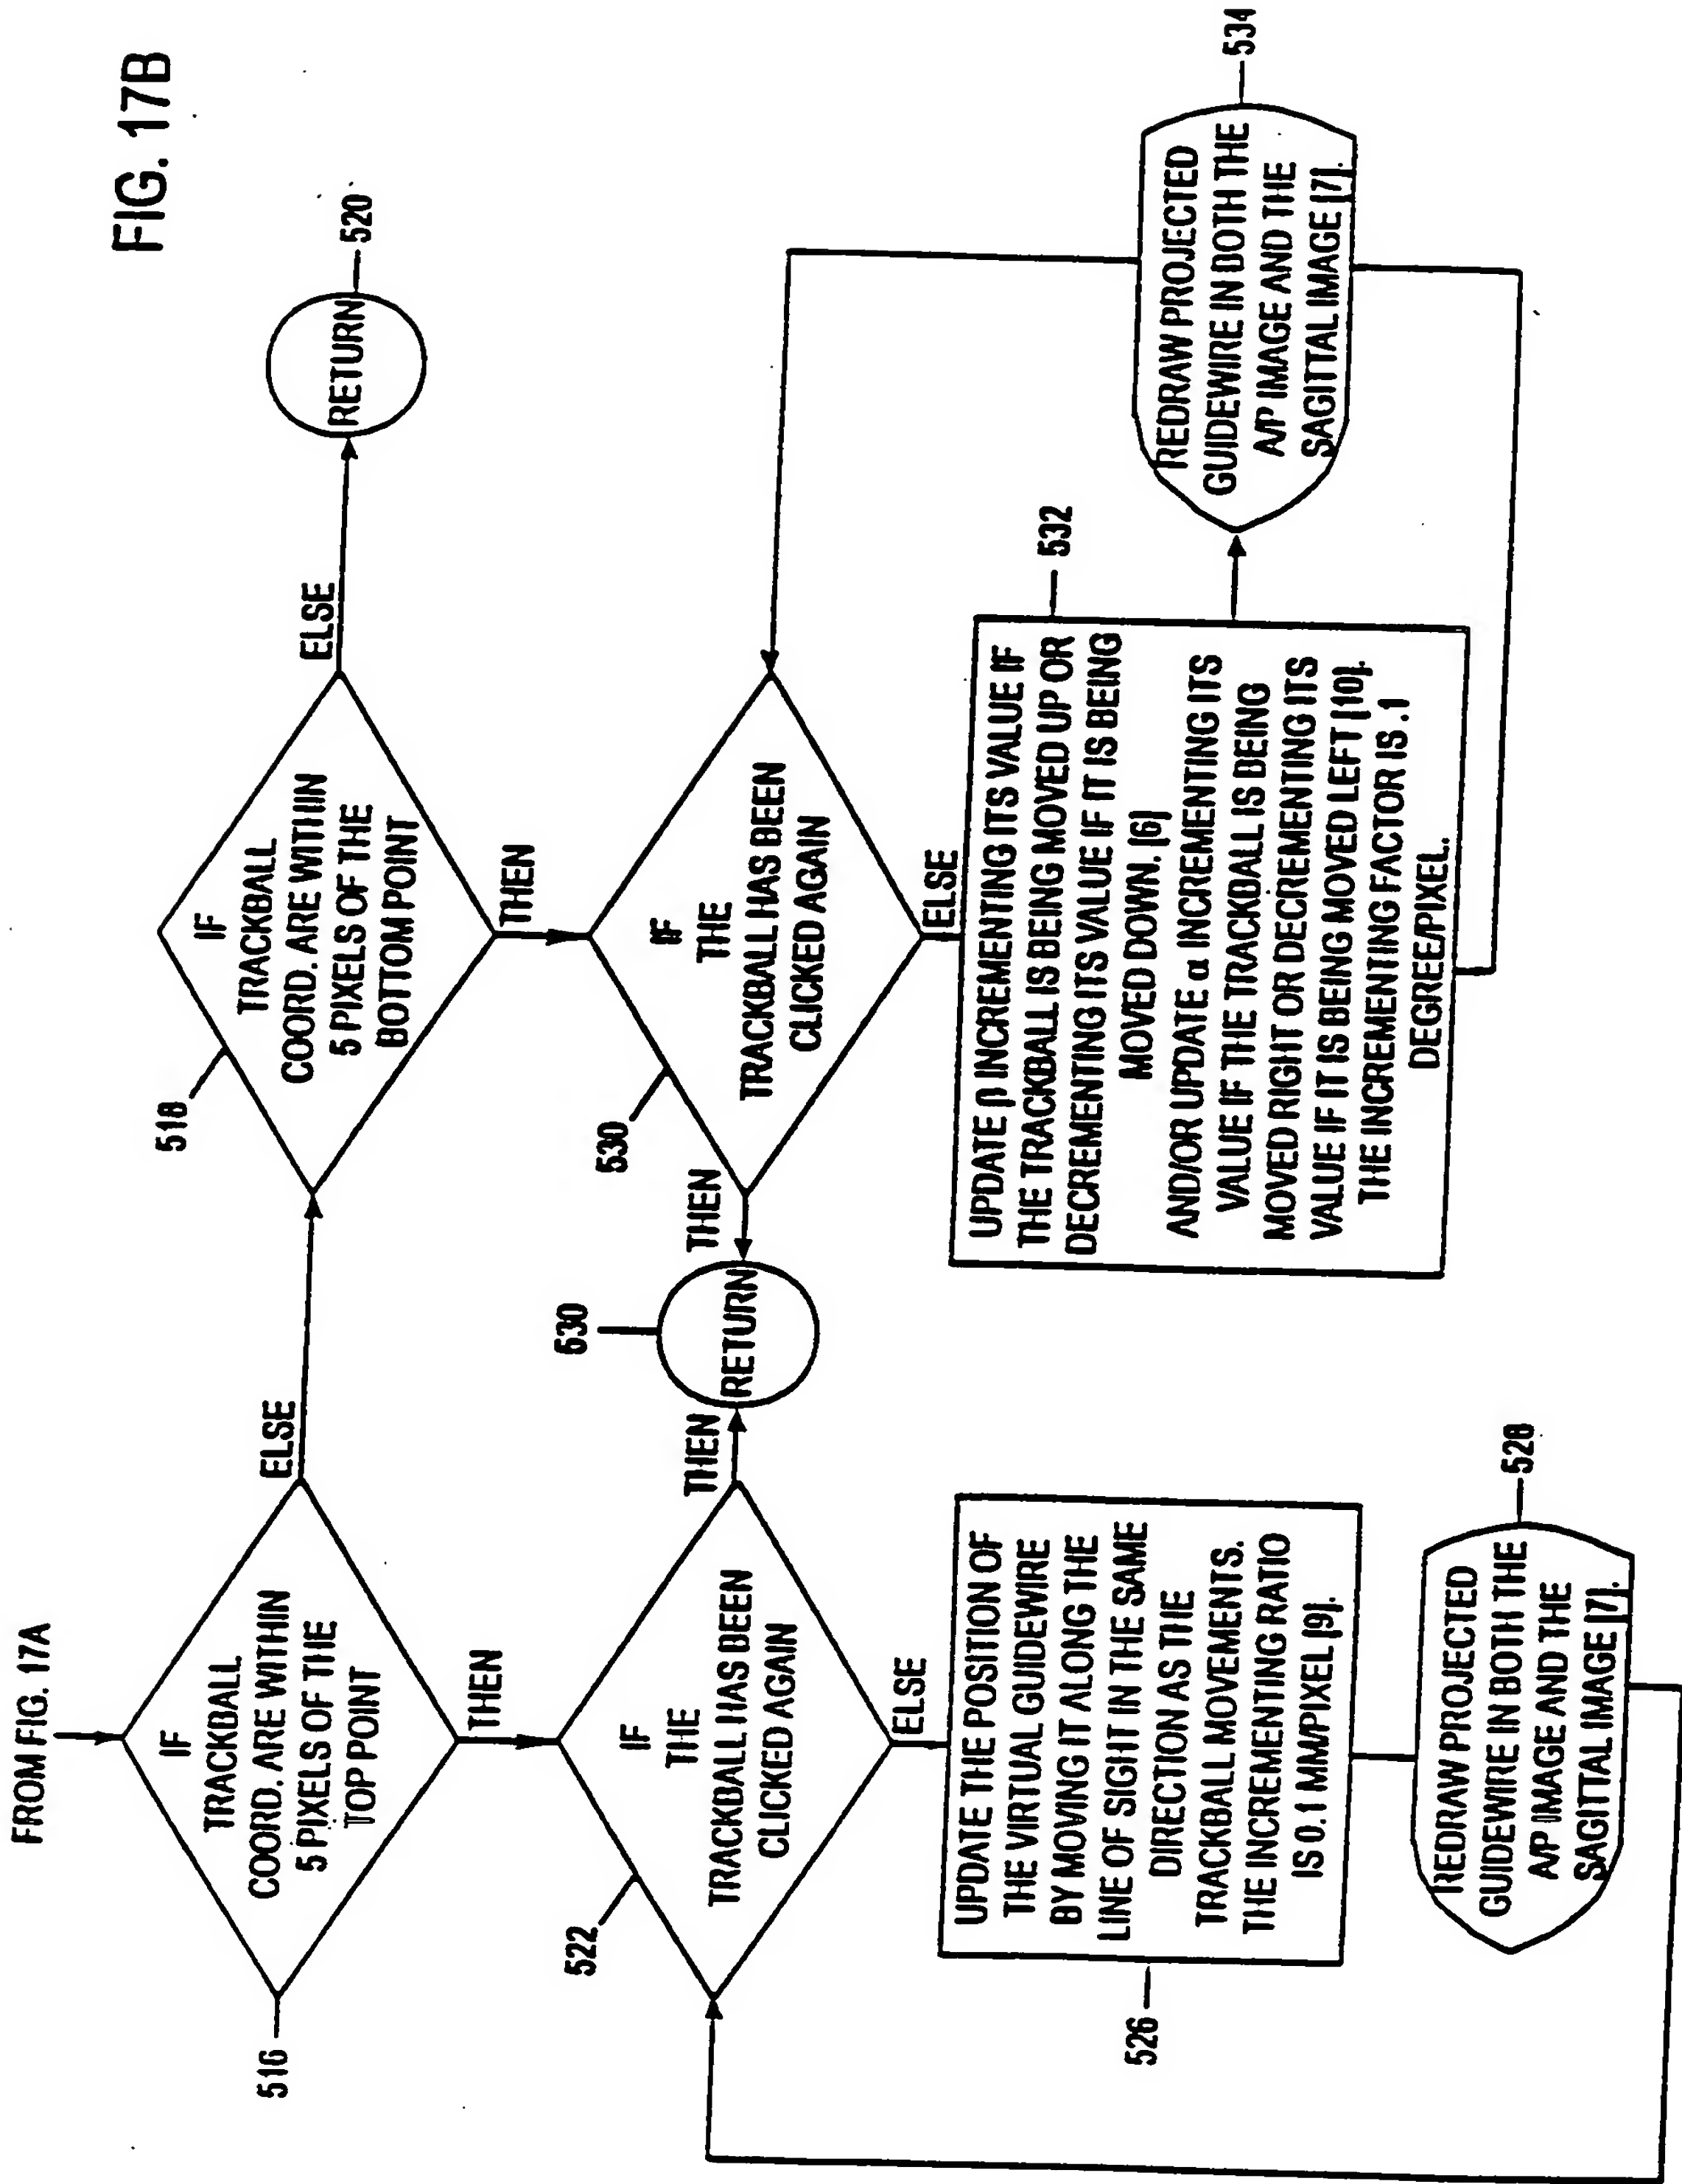 FIG. 17B
FROM FIG. 17A
516
IF
TRACKBALL
COORD. ARE WITHIN
5 PIXELS OF THE
TOP POINT
ELSE
THEN
518
IF
TRACKBALL
COORD. ARE WITHIN
5 PIXELS OF THE
BOTTOM POINT
ELSE
THEN
RETURN
520
522
IF
THE
TRACKBALL HAS BEEN
CLICKED AGAIN
THEN
ELSE
RETURN
530
530
IF
THE
TRACKBALL HAS BEEN
CLICKED AGAIN
THEN
ELSE
526
UPDATE THE POSITION OF
THE VIRTUAL GUIDEWIRE
BY MOVING IT ALONG THE
LINE OF SIGHT IN THE SAME
DIRECTION AS THE
TRACKBALL MOVEMENTS.
THE INCREMENTING RATIO
IS 0.1 MM/PIXEL [9].
528
REDRAW PROJECTED
GUIDEWIRE IN BOTH THE
A/P IMAGE AND THE
SAGITTAL IMAGE [7].
532
UPDATE β INCREMENTING ITS VALUE IF
THE TRACKBALL IS BEING MOVED UP OR
DECREMENTING ITS VALUE IF IT IS BEING
MOVED DOWN. [6]
AND/OR UPDATE α INCREMENTING ITS
VALUE IF THE TRACKBALL IS BEING
MOVED RIGHT OR DECREMENTING ITS
VALUE IF IT IS BEING MOVED LEFT [10].
THE INCREMENTING FACTOR IS .1
DEGREE/PIXEL.
534
REDRAW PROJECTED
GUIDEWIRE IN BOTH THE
A/P IMAGE AND THE
SAGITTAL IMAGE [7].